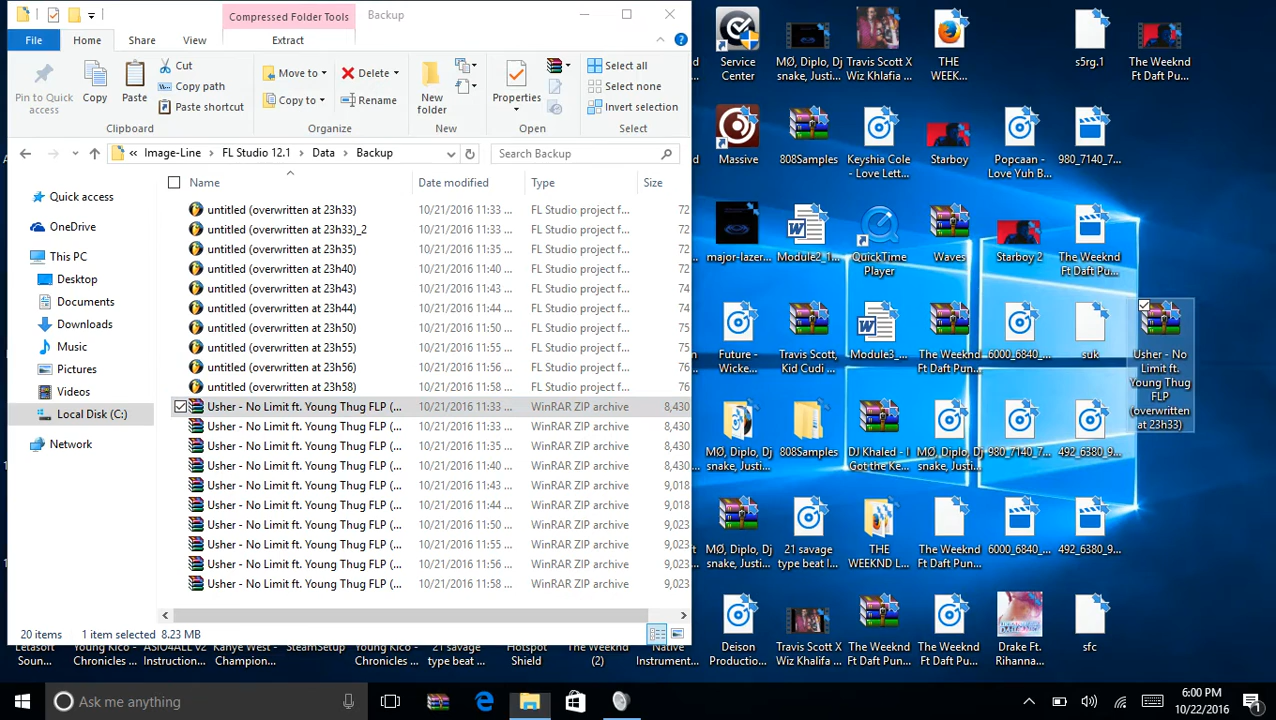 Compressed Folder Tools
Backup
File
Home
Share
View
Extract
Pin to Quick
access
Copy
Paste
Cut
Copy path
Paste shortcut
Clipboard
Move to
Copy to
Delete
Rename
Organize
New
folder
New
Properties
Open
Select all
Select none
Invert selection
Select
« Image-Line > FL Studio 12.1 > Data > Backup
Search Backup
Name
Date modified
Type
Size
untitled (overwritten at 23h33) 10/21/2016 11:33 ... FL Studio project f... 72
untitled (overwritten at 23h33)_2 10/21/2016 11:33 ... FL Studio project f... 72
untitled (overwritten at 23h35) 10/21/2016 11:35 ... FL Studio project f... 72
untitled (overwritten at 23h40) 10/21/2016 11:40 ... FL Studio project f... 72
untitled (overwritten at 23h43) 10/21/2016 11:43 ... FL Studio project f... 74
untitled (overwritten at 23h44) 10/21/2016 11:44 ... FL Studio project f... 74
untitled (overwritten at 23h50) 10/21/2016 11:50 ... FL Studio project f... 75
untitled (overwritten at 23h55) 10/21/2016 11:55 ... FL Studio project f... 75
untitled (overwritten at 23h56) 10/21/2016 11:56 ... FL Studio project f... 76
untitled (overwritten at 23h58) 10/21/2016 11:58 ... FL Studio project f... 76
Usher - No Limit ft. Young Thug FLP (... 10/21/2016 11:33 ... WinRAR ZIP archive 8,430
Usher - No Limit ft. Young Thug FLP (... 10/21/2016 11:33 ... WinRAR ZIP archive 8,430
Usher - No Limit ft. Young Thug FLP (... 10/21/2016 11:35 ... WinRAR ZIP archive 8,430
Usher - No Limit ft. Young Thug FLP (... 10/21/2016 11:40 ... WinRAR ZIP archive 8,430
Usher - No Limit ft. Young Thug FLP (... 10/21/2016 11:43 ... WinRAR ZIP archive 9,018
Usher - No Limit ft. Young Thug FLP (... 10/21/2016 11:44 ... WinRAR ZIP archive 9,018
Usher - No Limit ft. Young Thug FLP (... 10/21/2016 11:50 ... WinRAR ZIP archive 9,023
Usher - No Limit ft. Young Thug FLP (... 10/21/2016 11:55 ... WinRAR ZIP archive 9,023
Usher - No Limit ft. Young Thug FLP (... 10/21/2016 11:56 ... WinRAR ZIP archive 9,023
Usher - No Limit ft. Young Thug FLP (... 10/21/2016 11:58 ... WinRAR ZIP archive 9,023
Quick access
OneDrive
This PC
Desktop
Documents
Downloads
Music
Pictures
Videos
Local Disk (C:)
Network
20 items 1 item selected 8.23 MB
Service
Center
MØ, Diplo, Dj
snake, Justi...
Travis Scott X
Wiz Khlafia ...
THE
WEEK...
s5rg.1
The Weeknd
Ft Daft Pu...
Massive
808Samples
Keyshia Cole
- Love Lett...
Starboy
Popcaan -
Love Yuh B...
980_7140_7...
major-lazer...
Module2_1...
QuickTime
Player
Waves
Starboy 2
The Weeknd
Ft Daft Pu...
Future -
Wicke...
Travis Scott,
Kid Cudi ...
Module3_...
The Weeknd
Ft Daft Pun...
6000_6840_...
suk
Usher - No
Limit ft.
Young Thug
FLP
(overwritten
at 23h33)
MØ, Diplo, Dj
snake, Justi...
808Samples
DJ Khaled - I
Got the Ke...
MØ, Diplo, Dj
snake, Justi...
980_7140_7...
492_6380_9...
MØ, Diplo, Dj
snake, Justi...
21 savage
type beat l...
THE
WEEKND L...
The Weeknd
Ft Daft Pun...
6000_6840_...
492_6380_9...
Letasoft
Soun...
Young Kico -
Chronicles ...
ASIO4ALL v2
Instruction...
Kanye West -
Champion...
SteamSetup
Young Kico -
Chronicles ...
21 savage
type beat ...
Hotspot
Shield
The Weeknd
(2)
Native
Instrument...
Deison
Productio...
Travis Scott X
Wiz Khalifa ...
The Weeknd
Ft Daft Pu...
The Weeknd
Ft Daft Pu...
Drake Ft.
Rihanna...
sfc
Ask me anything
6:00 PM
10/22/2016
1